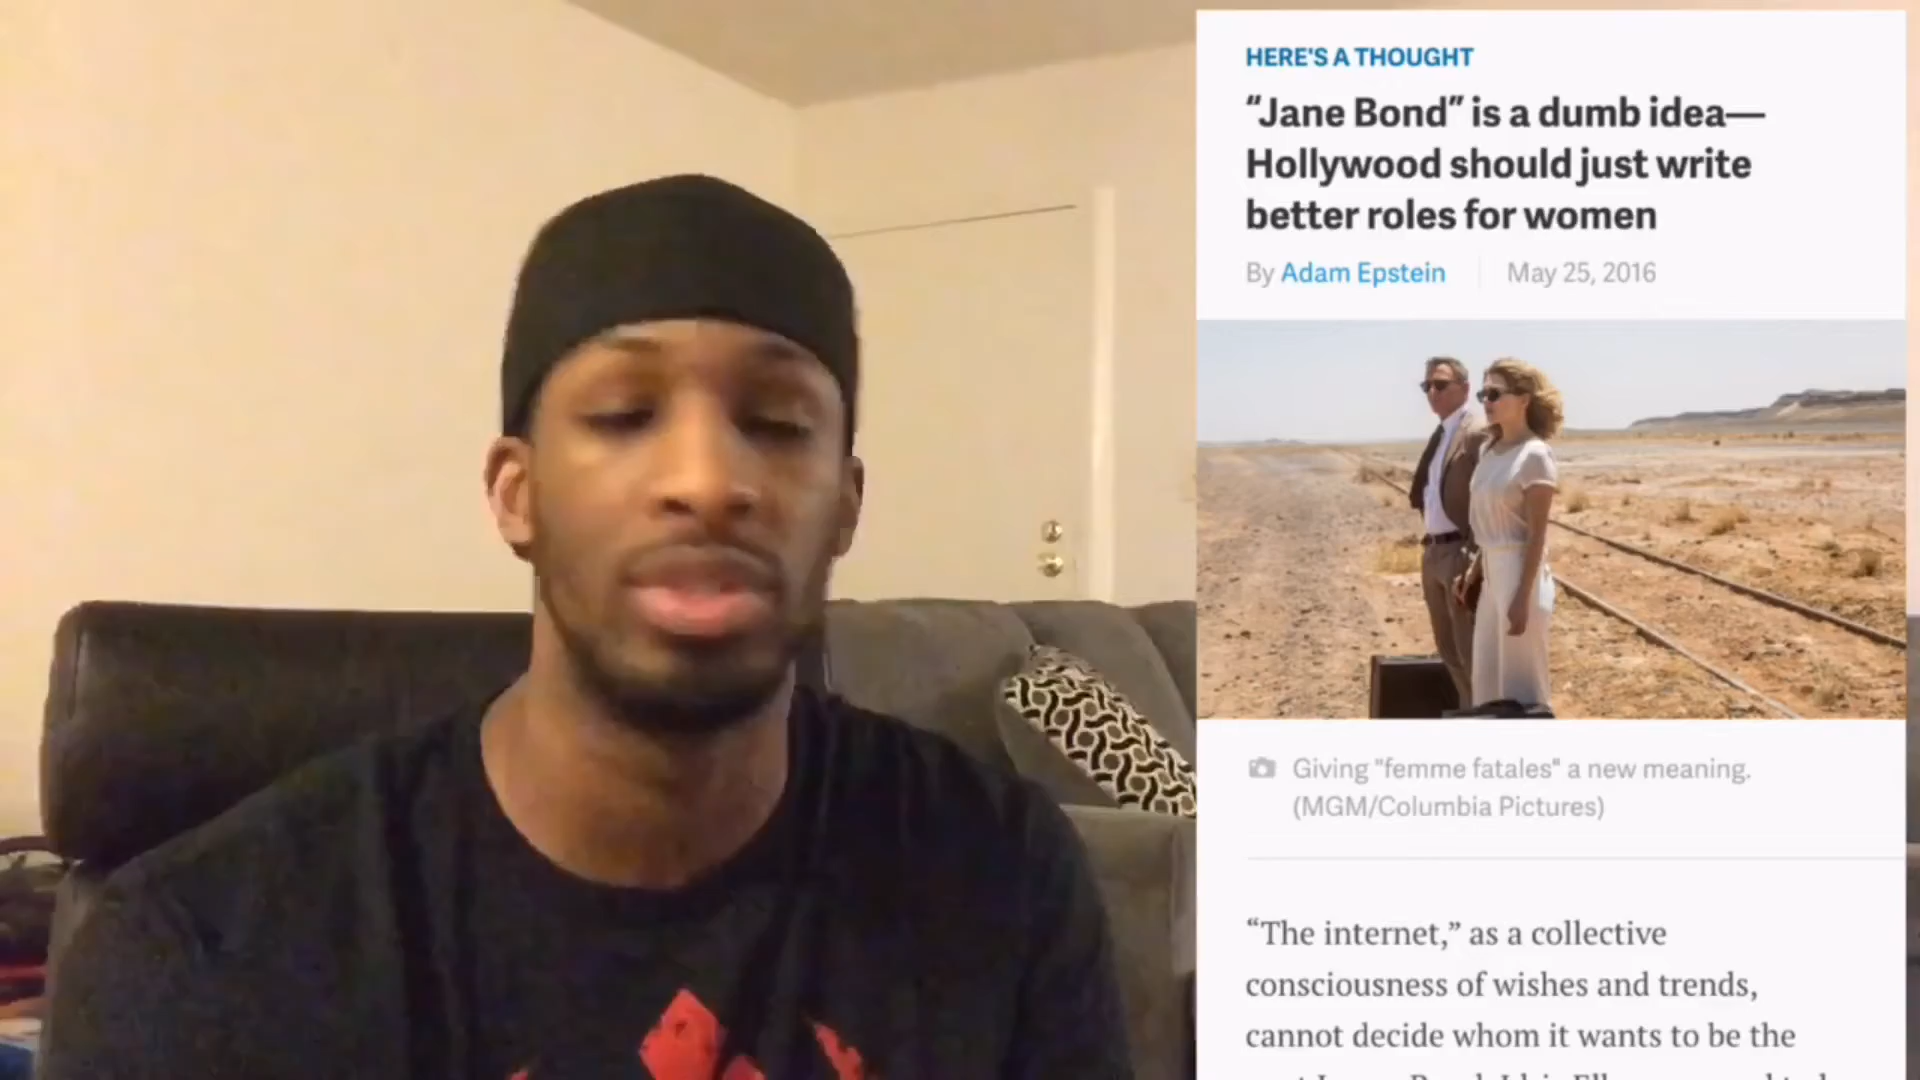 HERE'S A THOUGHT
“Jane Bond” is a dumb idea—
Hollywood should just write
better roles for women
By Adam Epstein
May 25, 2016
Giving "femme fatales" a new meaning.
(MGM/Columbia Pictures)
“The internet,” as a collective
consciousness of wishes and trends,
cannot decide whom it wants to be the